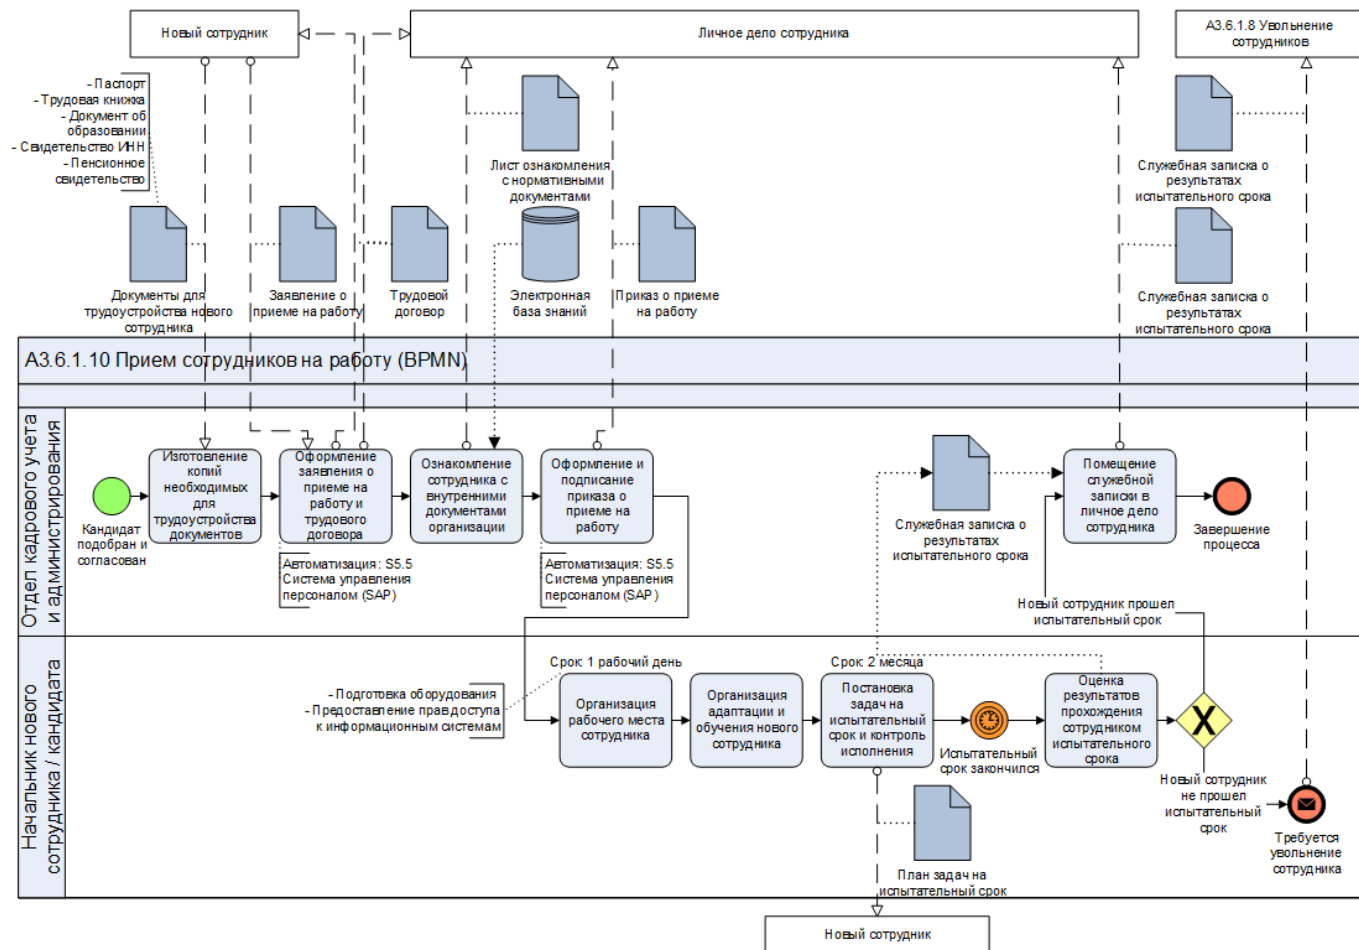 Новый сотрудник
Личное дело сотрудника
А3.6.1.8 Увольнение
сотрудников
- Паспорт
- Трудовая книжка
- Документ об
образовании
- Свидетельство ИНН
- Пенсионное
свидетельство
Лист ознакомления
с нормативными
документами
Служебная записка о
результатах
испытательного срока
Документы для
трудоустройства нового
сотрудника
Заявление о
приеме на работу
Трудовой
договор
Электронная
база знаний
Приказ о приеме
на работу
Служебная записка о
результатах
испытательного срока
А3.6.1.10 Прием сотрудников на работу (BPMN)
Отдел кадрового учета
и администрирования
Кандидат
подобран и
согласован
Изготовление
копий
необходимых
для
трудоустройства
документов
Оформление
заявления о
приеме на
работу и
трудового
договора
Ознакомление
сотрудника с
внутренними
документами
организации
Оформление и
подписание
приказа о
приеме на
работу
Служебная записка о
результатах
испытательного срока
Помещение
служебной
записки в
личное дело
сотрудника
Завершение
процесса
Автоматизация: S5.5
Система управления
персоналом (SAP)
Автоматизация: S5.5
Система управления
персоналом (SAP)
Новый сотрудник прошел
испытательный срок
Начальник нового
сотрудника / кандидата
Срок: 1 рабочий день
Срок: 2 месяца
- Подготовка оборудования
- Предоставление прав доступа
к информационным системам
Организация
рабочего места
сотрудника
Организация
адаптации и
обучения нового
сотрудника
Постановка
задач на
испытательный
срок и контроль
исполнения
Испытательный
срок закончился
Оценка
результатов
прохождения
сотрудником
испытательного
срока
X
Новый сотрудник
не прошел
испытательный
срок
Требуется
увольнение
сотрудника
План задач на
испытательный срок
Новый сотрудник